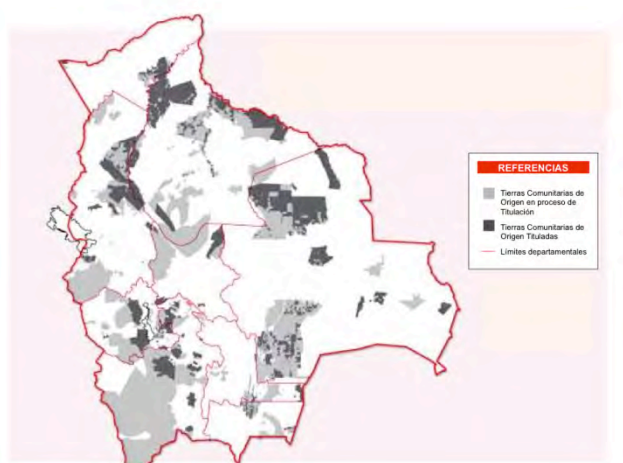 REFERENCIAS
Tierras Comunitarias de
Origen en proceso de
Titulación
Tierras Comunitarias de
Origen Tituladas
Límites departamentales